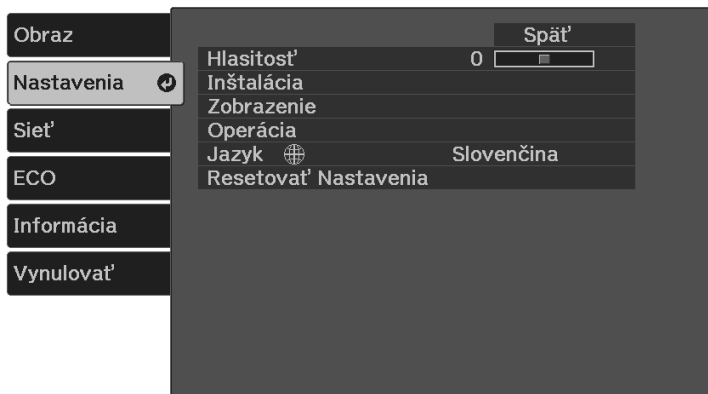 Obraz
Nastavenia
Sieť
ECO
Informácia
Vynulovať
Späť
Hlasitosť 0
Inštalácia
Zobrazenie
Operácia
Jazyk Slovenčina
Resetovať Nastavenia